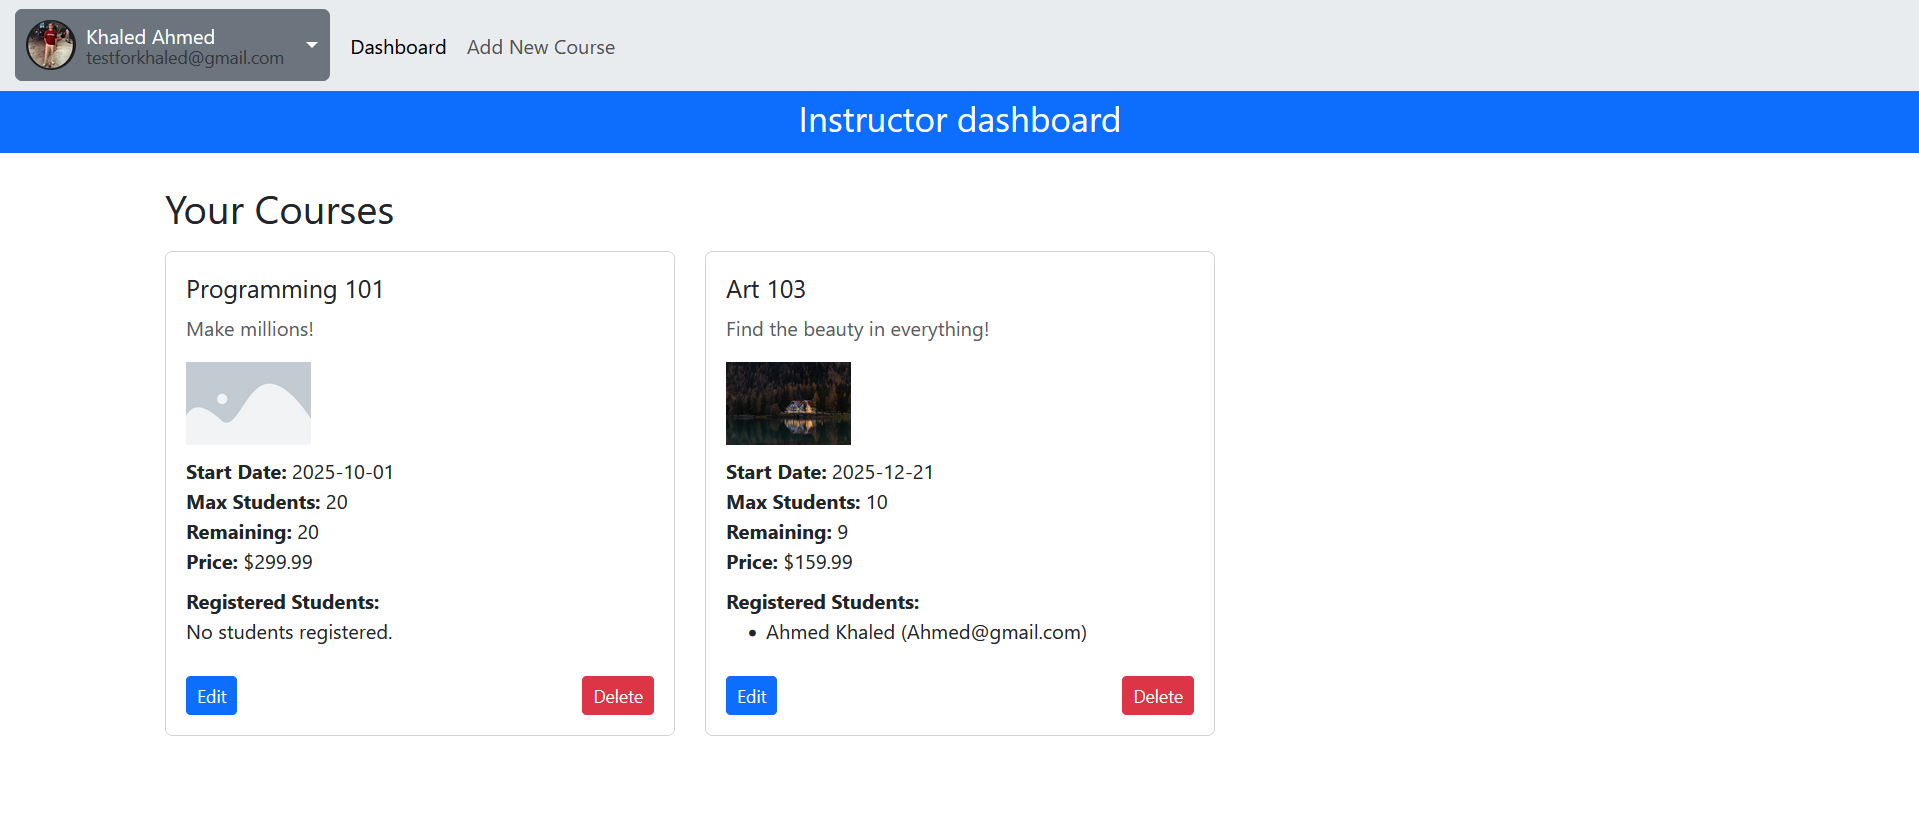 Khaled Ahmed
testforkhaled@gmail.com
Dashboard
Add New Course
Instructor dashboard
Your Courses
Programming 101
Make millions!
Start Date: 2025-10-01
Max Students: 20
Remaining: 20
Price: $299.99
Registered Students:
No students registered.
Edit
Delete
Art 103
Find the beauty in everything!
Start Date: 2025-12-21
Max Students: 10
Remaining: 9
Price: $159.99
Registered Students:
• Ahmed Khaled (Ahmed@gmail.com)
Edit
Delete